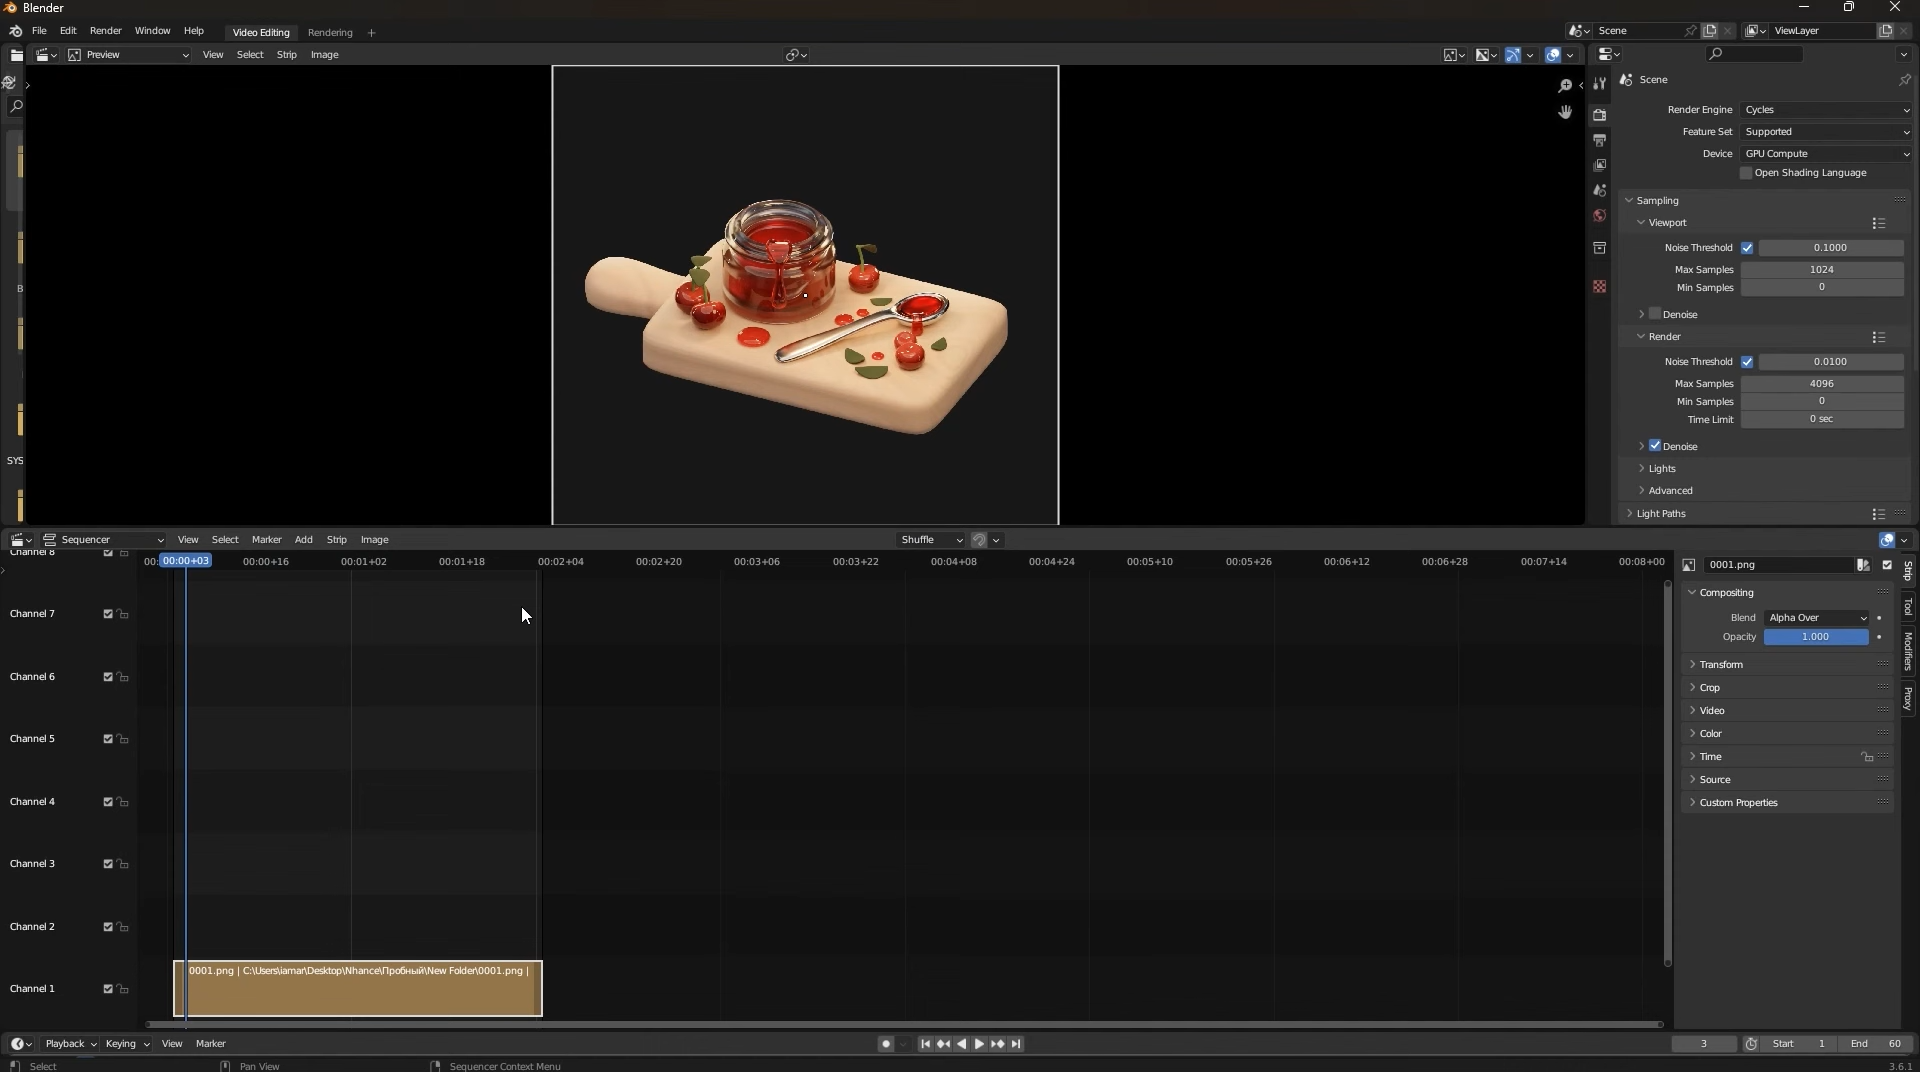 Blender
File Edit Render Window Help Video Editing Rendering + Scene ViewLayer
Preview View Select Strip Image
Scene
Render Engine Cycles
Feature Set Supported
Device GPU Compute
Open Shading Language
Sampling
Viewport
Noise Threshold 0.1000
Max Samples 1024
Min Samples 0
Denoise
Render
Noise Threshold 0.0100
Max Samples 4096
Min Samples 0
Time Limit 0 sec
Denoise
Lights
Advanced
Light Paths
B
SYS
Sequencer View Select Marker Add Strip Image Shuffle
00:00+03 00:00+16 00:01+02 00:01+18 00:02+04 00:02+20 00:03+06 00:03+22 00:04+08 00:04+24 00:05+10 00:05+26 00:06+12 00:06+28 00:07+14 00:08+00
Channel 8
Channel 7
Channel 6
Channel 5
Channel 4
Channel 3
Channel 2
Channel 1
0001.png | C:\Users\iamar\Desktop\Nhance\Пробный\New Folder\0001.png |
0001.png
Compositing
Blend Alpha Over
Opacity 1.000
Transform
Crop
Video
Color
Time
Source
Custom Properties
Strip
Tool
Modifiers
Proxy
Playback Keying View Marker 3 Start 1 End 60
Select Pan View Sequencer Context Menu 3.6.1